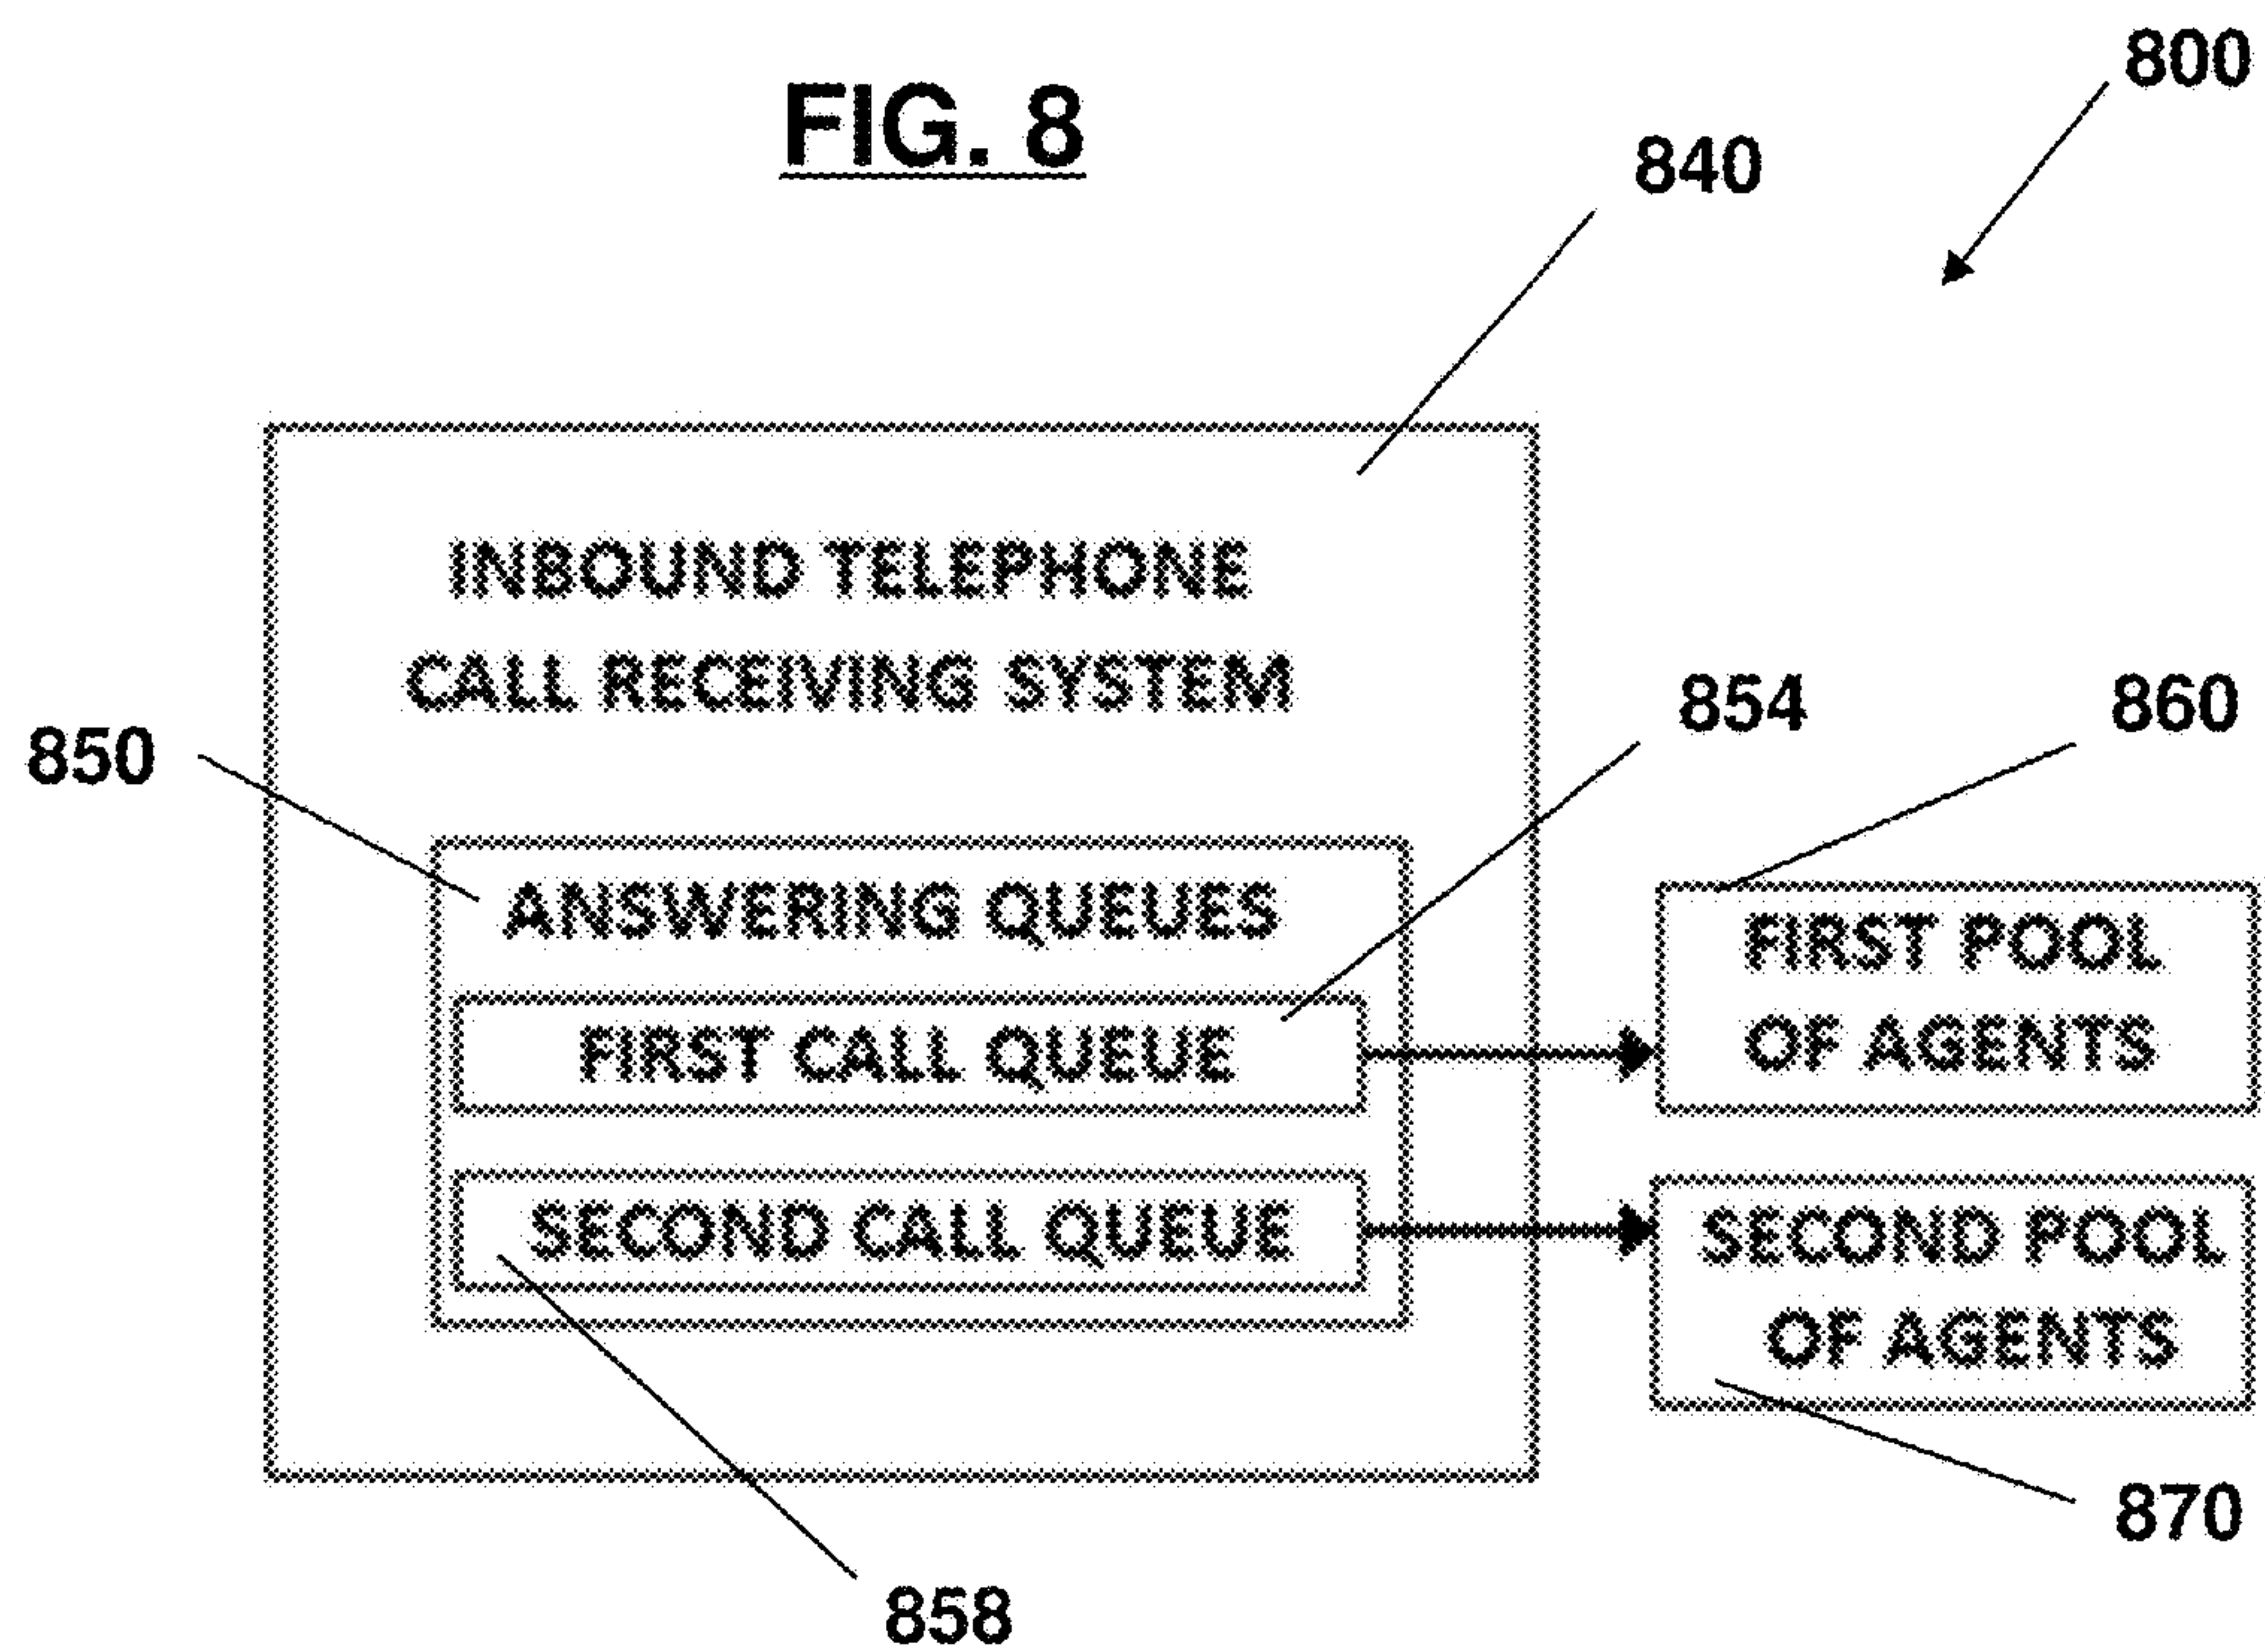 800
FIG. 8
840
INBOUND TELEPHONE
CALL RECEIVING SYSTEM
854
860
850
ANSWERING QUEUES
FIRST POOL
OF AGENTS
FIRST CALL QUEUE
SECOND CALL QUEUE
SECOND POOL
OF AGENTS
870
858